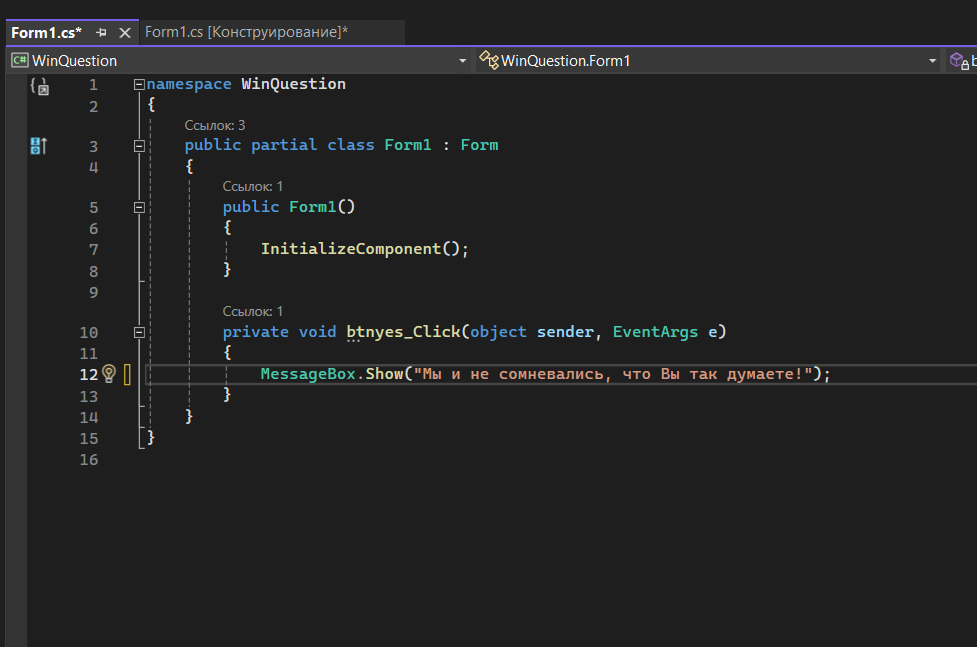 Form1.cs* Form1.cs [Конструирование]*
C# WinQuestion WinQuestion.Form1 b
1 namespace WinQuestion
2 {
Ссылок: 3
3 public partial class Form1 : Form
4 {
Ссылок: 1
5 public Form1()
6 {
7 InitializeComponent();
8 }
9
Ссылок: 1
10 private void btnyes_Click(object sender, EventArgs e)
11 {
12 MessageBox.Show("Мы и не сомневались, что Вы так думаете!");
13 }
14 }
15 }
16